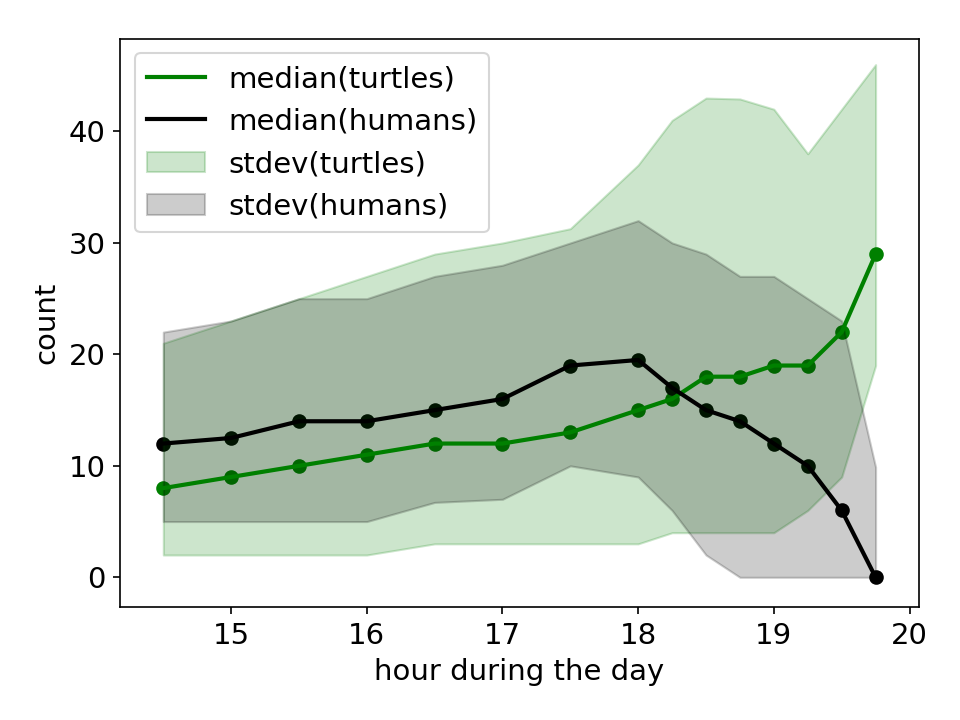 median(turtles)
median(humans)
stdev(turtles)
stdev(humans)
count
40
30
20
10
0
15 16 17 18 19 20
hour during the day